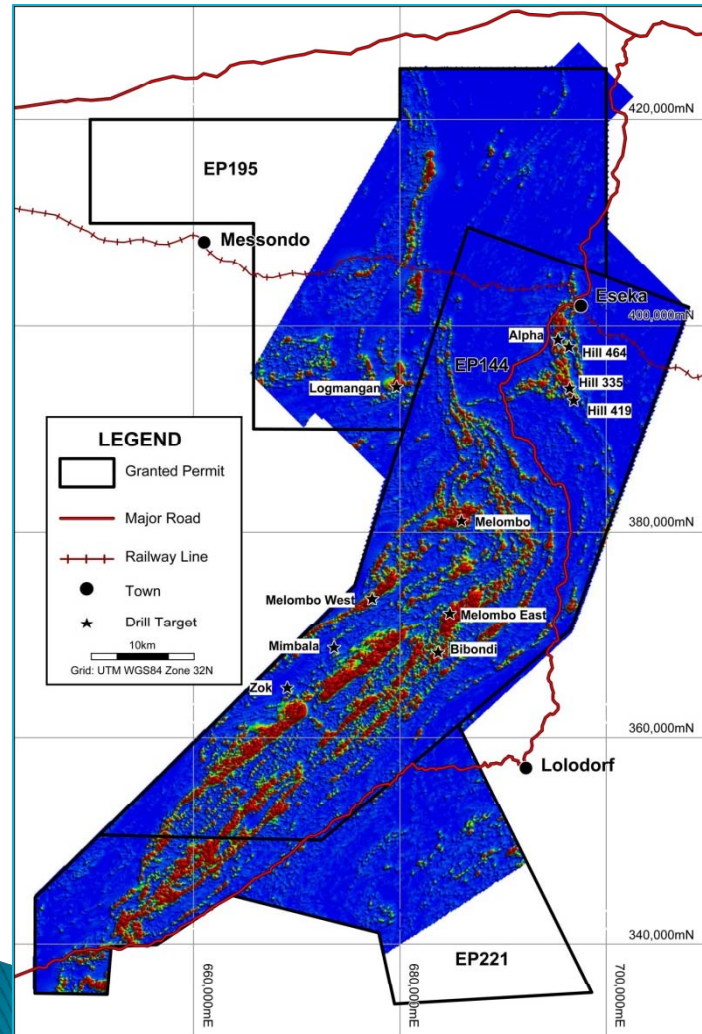 420,000mN
EP195
Messondo
Eseka
400,000mN
Alpha
Hill 464
EP144
Hill 335
Logmangan
Hill 419
LEGEND
Granted Permit
Major Road
Railway Line
Town
Drill Target
10km
Grid: UTM WGS84 Zone 32N
Melombo
380,000mN
Melombo West
Melombo East
Mimbala
Bibondi
Zok
360,000mN
Lolodorf
340,000mN
EP221
660,000mE
680,000mE
700,000mE